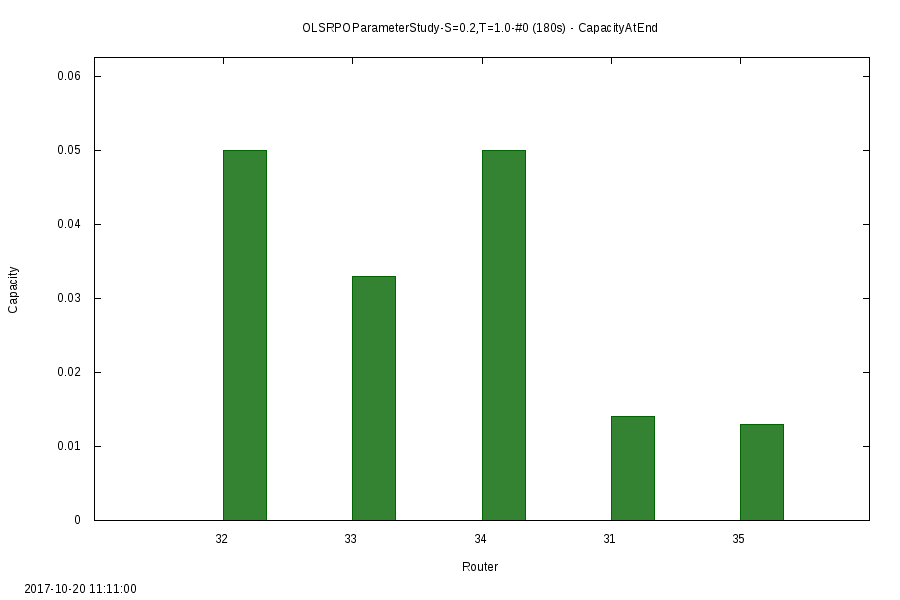 OLSRPOParameterStudy-S=0.2,T=1.0-#0 (180s) - CapacityAtEnd
0.06
0.05
0.04
0.03
0.02
0.01
0
Capacity
32 33 34 31 35
Router
2017-10-20 11:11:00